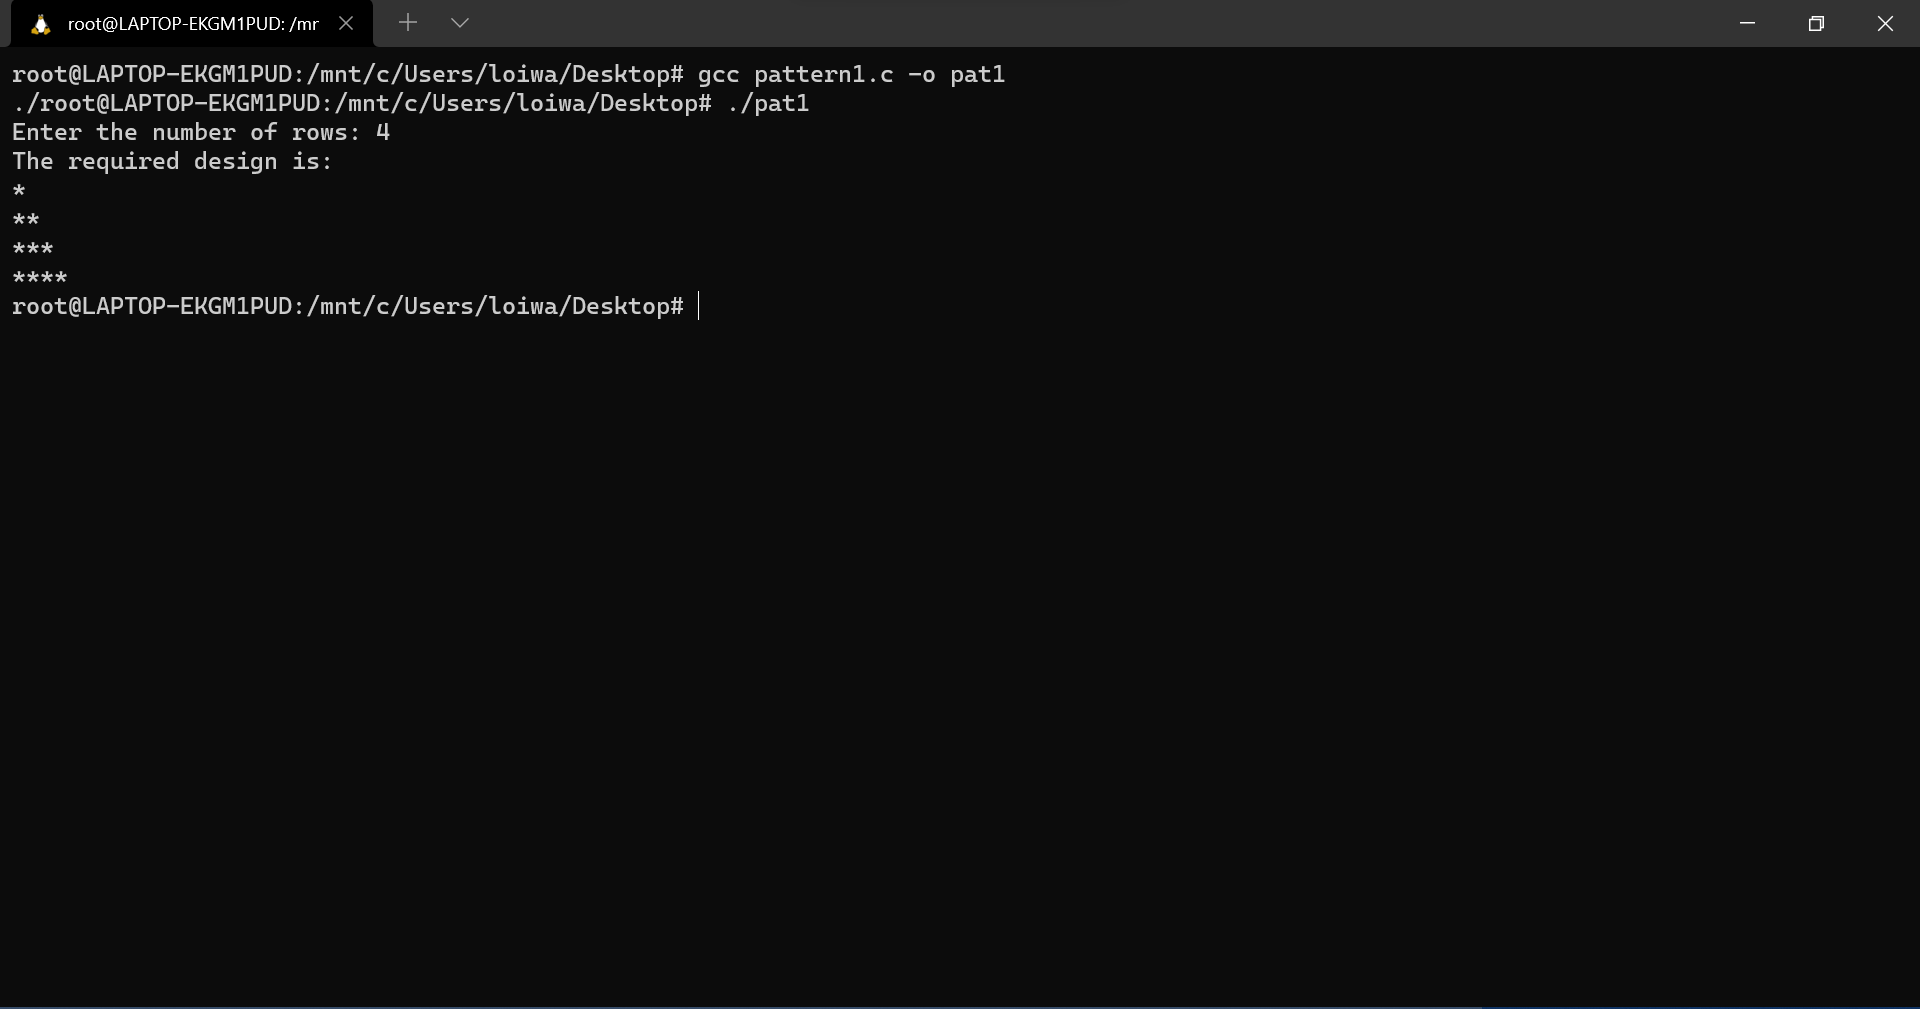 root@LAPTOP-EKGM1PUD: /mr
root@LAPTOP-EKGM1PUD:/mnt/c/Users/loiwa/Desktop# gcc pattern1.c -o pat1
./root@LAPTOP-EKGM1PUD:/mnt/c/Users/loiwa/Desktop# ./pat1
Enter the number of rows: 4
The required design is:
*
**
***
****
root@LAPTOP-EKGM1PUD:/mnt/c/Users/loiwa/Desktop#